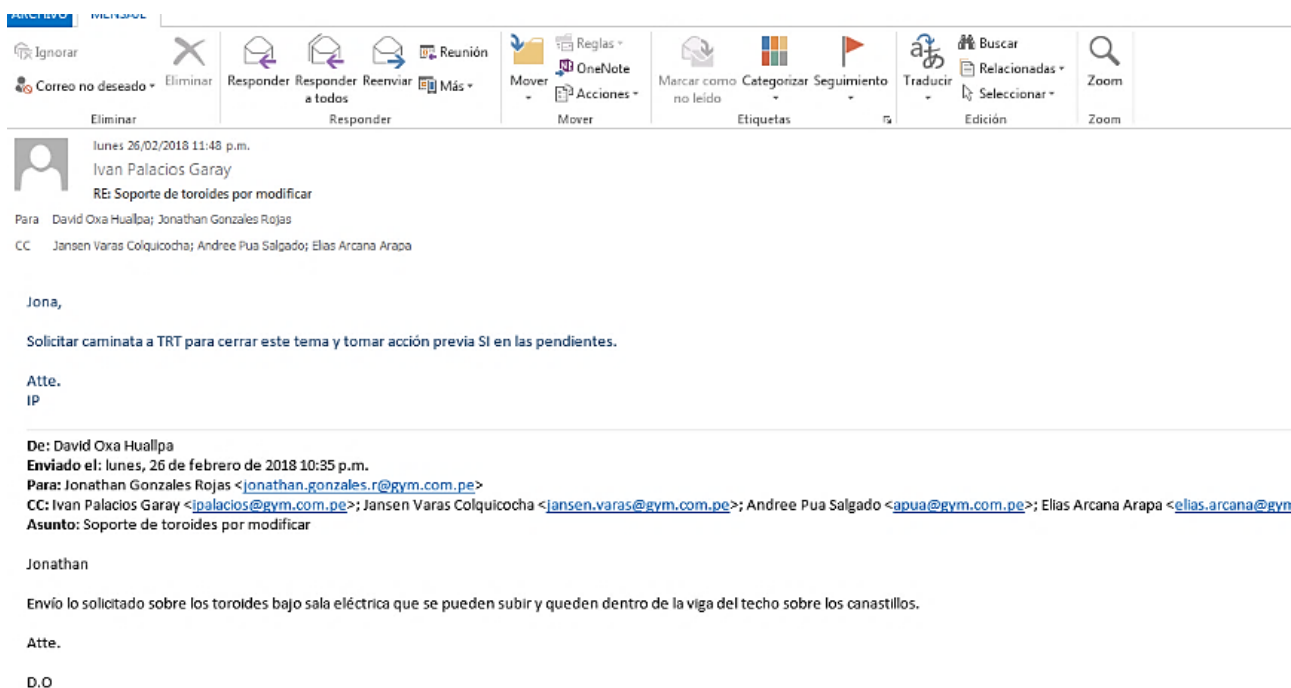 ARCHIVO MENSAJE
Ignorar
Correo no deseado
Eliminar
Eliminar
Responder Responder a todos Reenviar
Reunión
Más
Responder
Mover
Reglas
OneNote
Acciones
Mover
Marcar como no leído
Categorizar Seguimiento
Etiquetas
Traducir
Buscar
Relacionadas
Seleccionar
Edición
Zoom
Zoom
lunes 26/02/2018 11:48 p.m.
Ivan Palacios Garay
RE: Soporte de toroides por modificar
Para David Oxa Huallpa; Jonathan Gonzales Rojas
CC Jansen Varas Colquicocha; Andree Pua Salgado; Elias Arcana Arapa
Jona,
Solicitar caminata a TRT para cerrar este tema y tomar acción previa SI en las pendientes.
Atte.
IP
De: David Oxa Huallpa
Enviado el: lunes, 26 de febrero de 2018 10:35 p.m.
Para: Jonathan Gonzales Rojas <jonathan.gonzales.r@gym.com.pe>
CC: Ivan Palacios Garay <ipalacios@gym.com.pe>; Jansen Varas Colquicocha <jansen.varas@gym.com.pe>; Andree Pua Salgado <apua@gym.com.pe>; Elias Arcana Arapa <elias.arcana@gym
Asunto: Soporte de toroides por modificar
Jonathan
Envío lo solicitado sobre los toroides bajo sala eléctrica que se pueden subir y queden dentro de la viga del techo sobre los canastillos.
Atte.
D.O